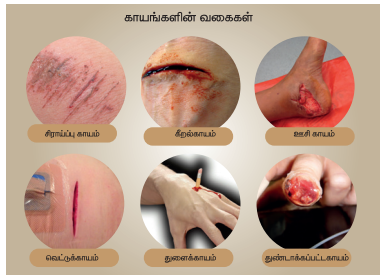 காயங்களின் வகைகள்
சிராய்ப்பு காயம்
கீறல்காயம்
ஊசி காயம்
வெட்டுக்காயம்
துளைக்காயம்
துண்டாக்கப்பட்டகாயம்